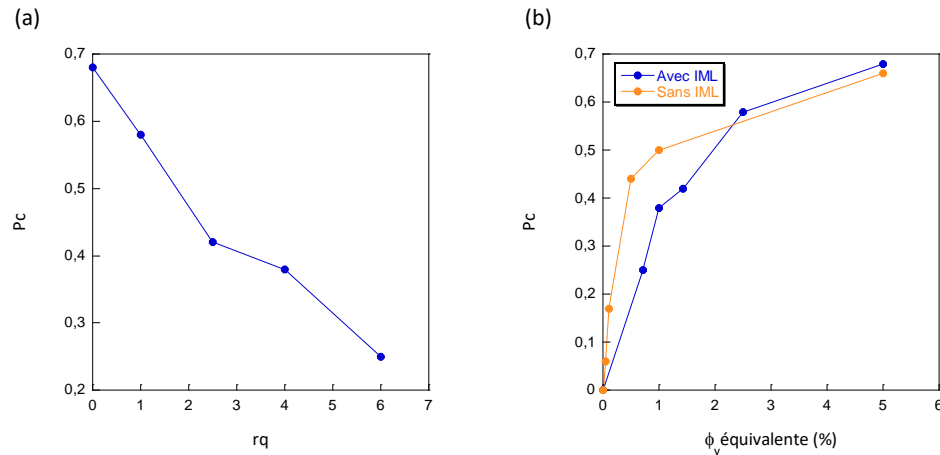 (a)
0,7
0,6
0,5
0,4
0,3
0,2
Pc
0 1 2 3 4 5 6 7
rq
(b)
0,7
0,6
0,5
0,4
0,3
0,2
0,1
0
Pc
Avec IML
Sans IML
0 1 2 3 4 5 6
ϕv équivalente (%)